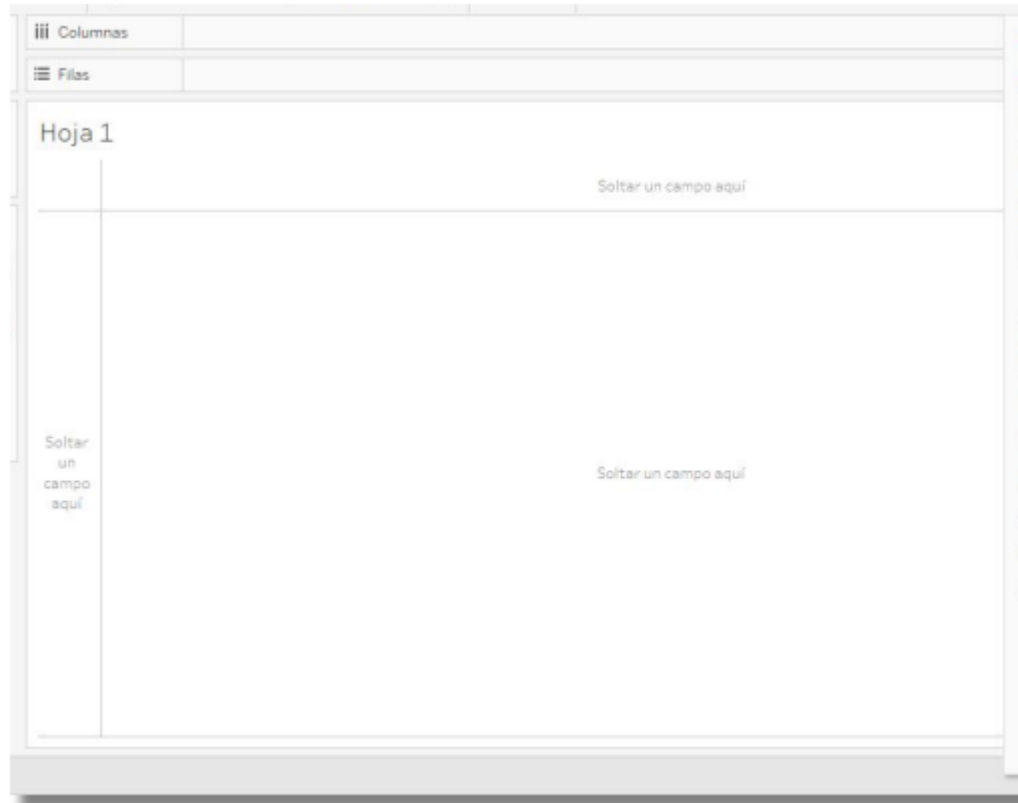 Columnas
Filas
Hoja 1
Soltar un campo aquí
Soltar
un
campo
aquí
Soltar un campo aquí